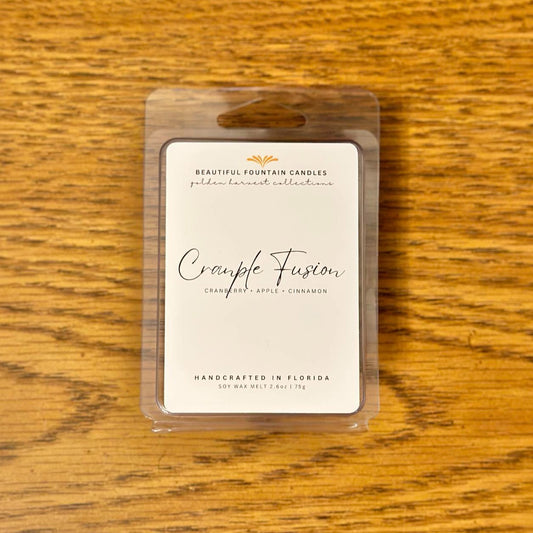 BEAUTIFUL FOUNTAIN CANDLES
golden harvest collections
Cranple Fusion
CRANBERRY • APPLE • CINNAMON
HANDCRAFTED IN FLORIDA
SOY WAX MELT 2.6oz | 75g